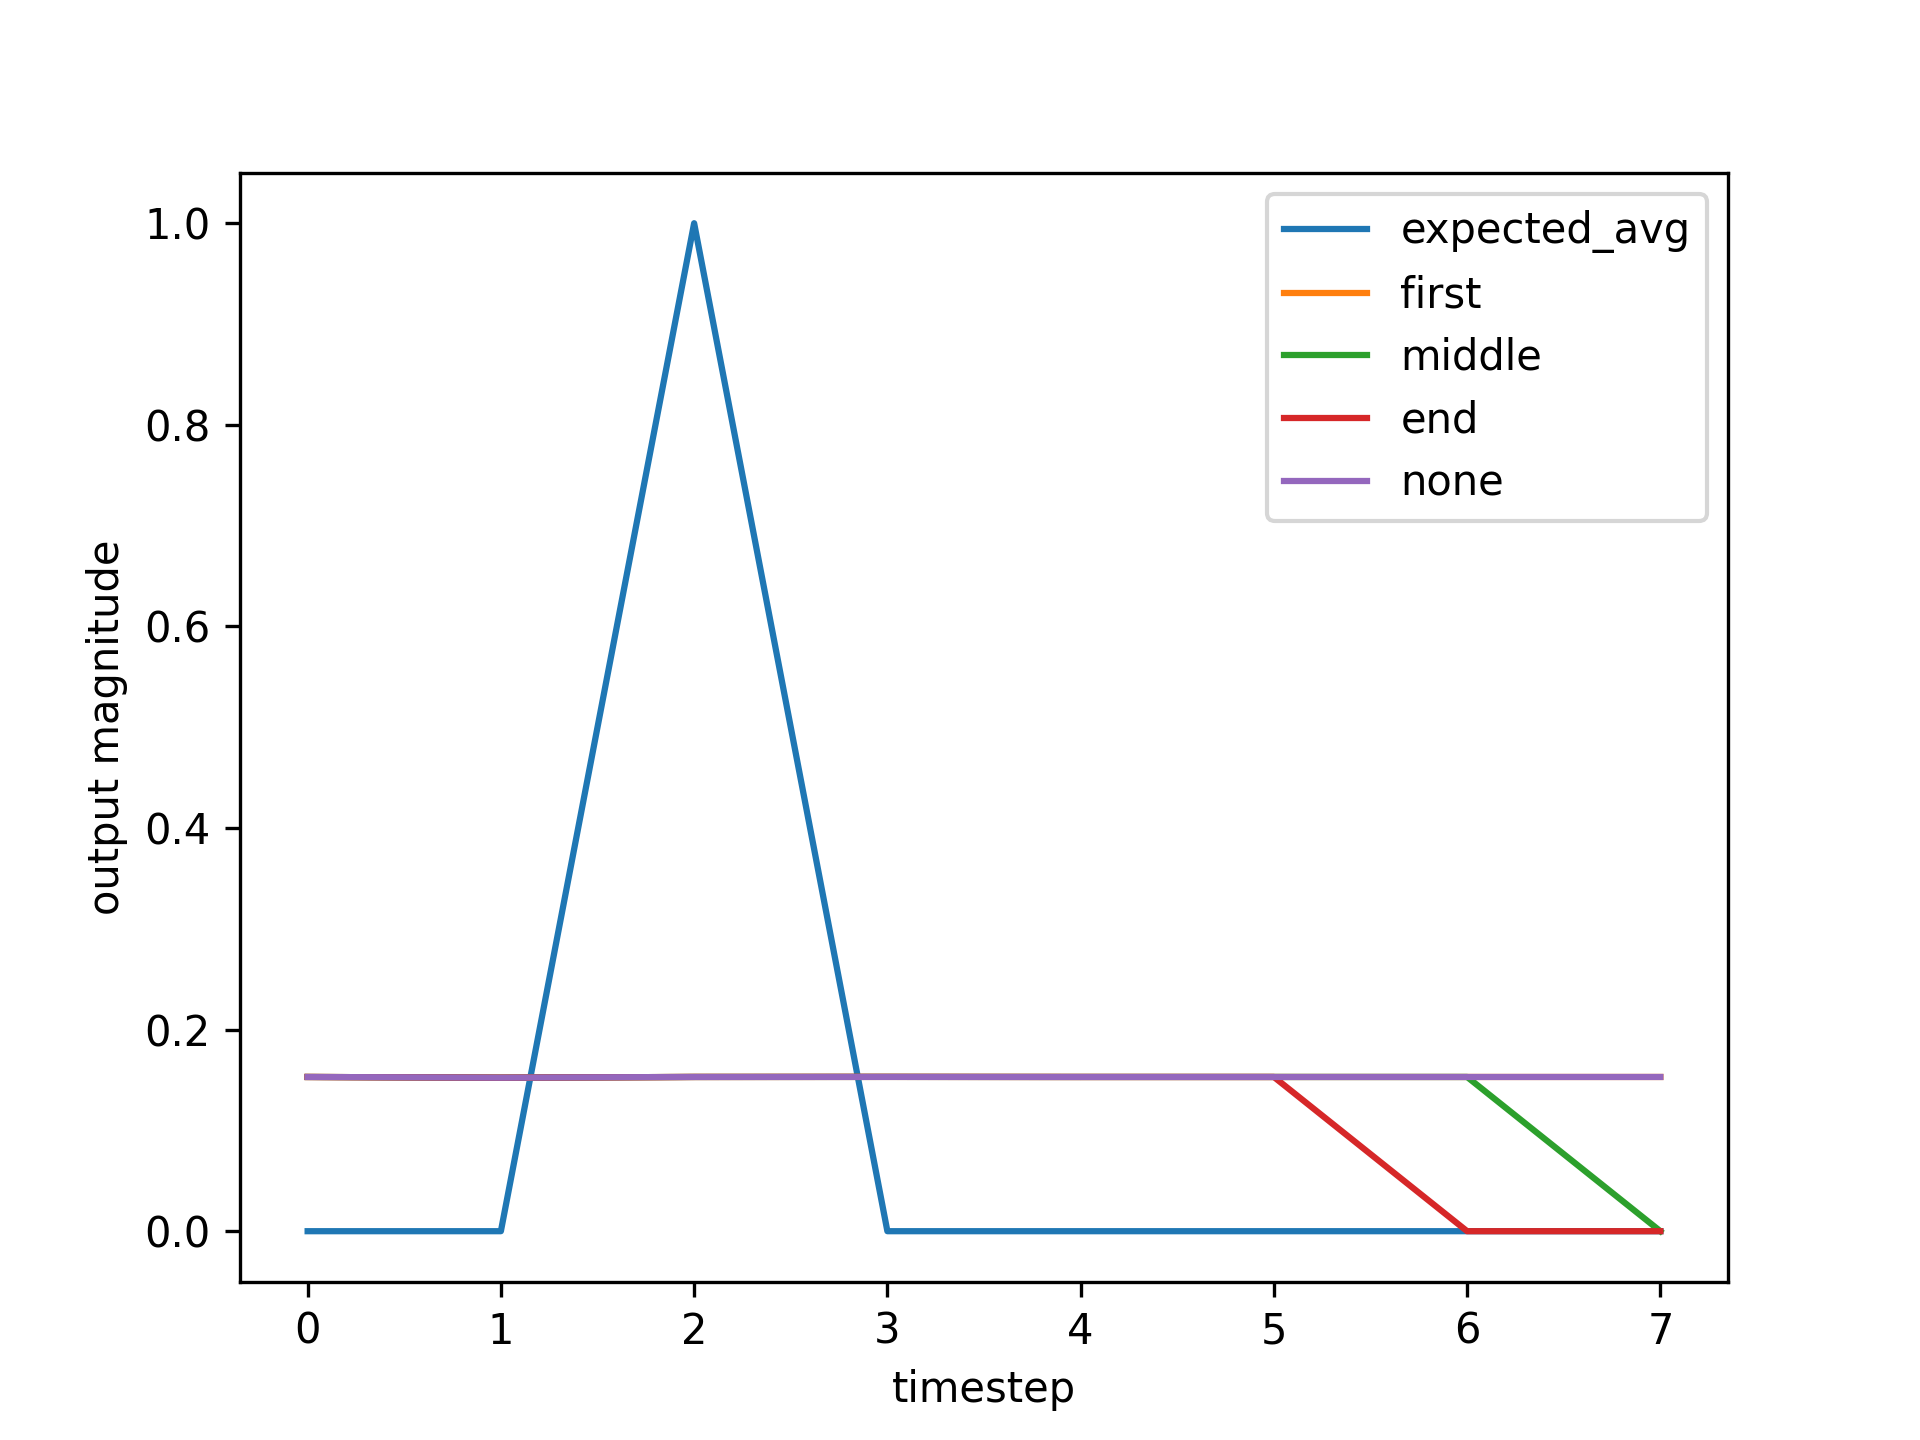 expected_avg
first
middle
end
none
output magnitude
1.0
0.8
0.6
0.4
0.2
0.0
0 1 2 3 4 5 6 7
timestep